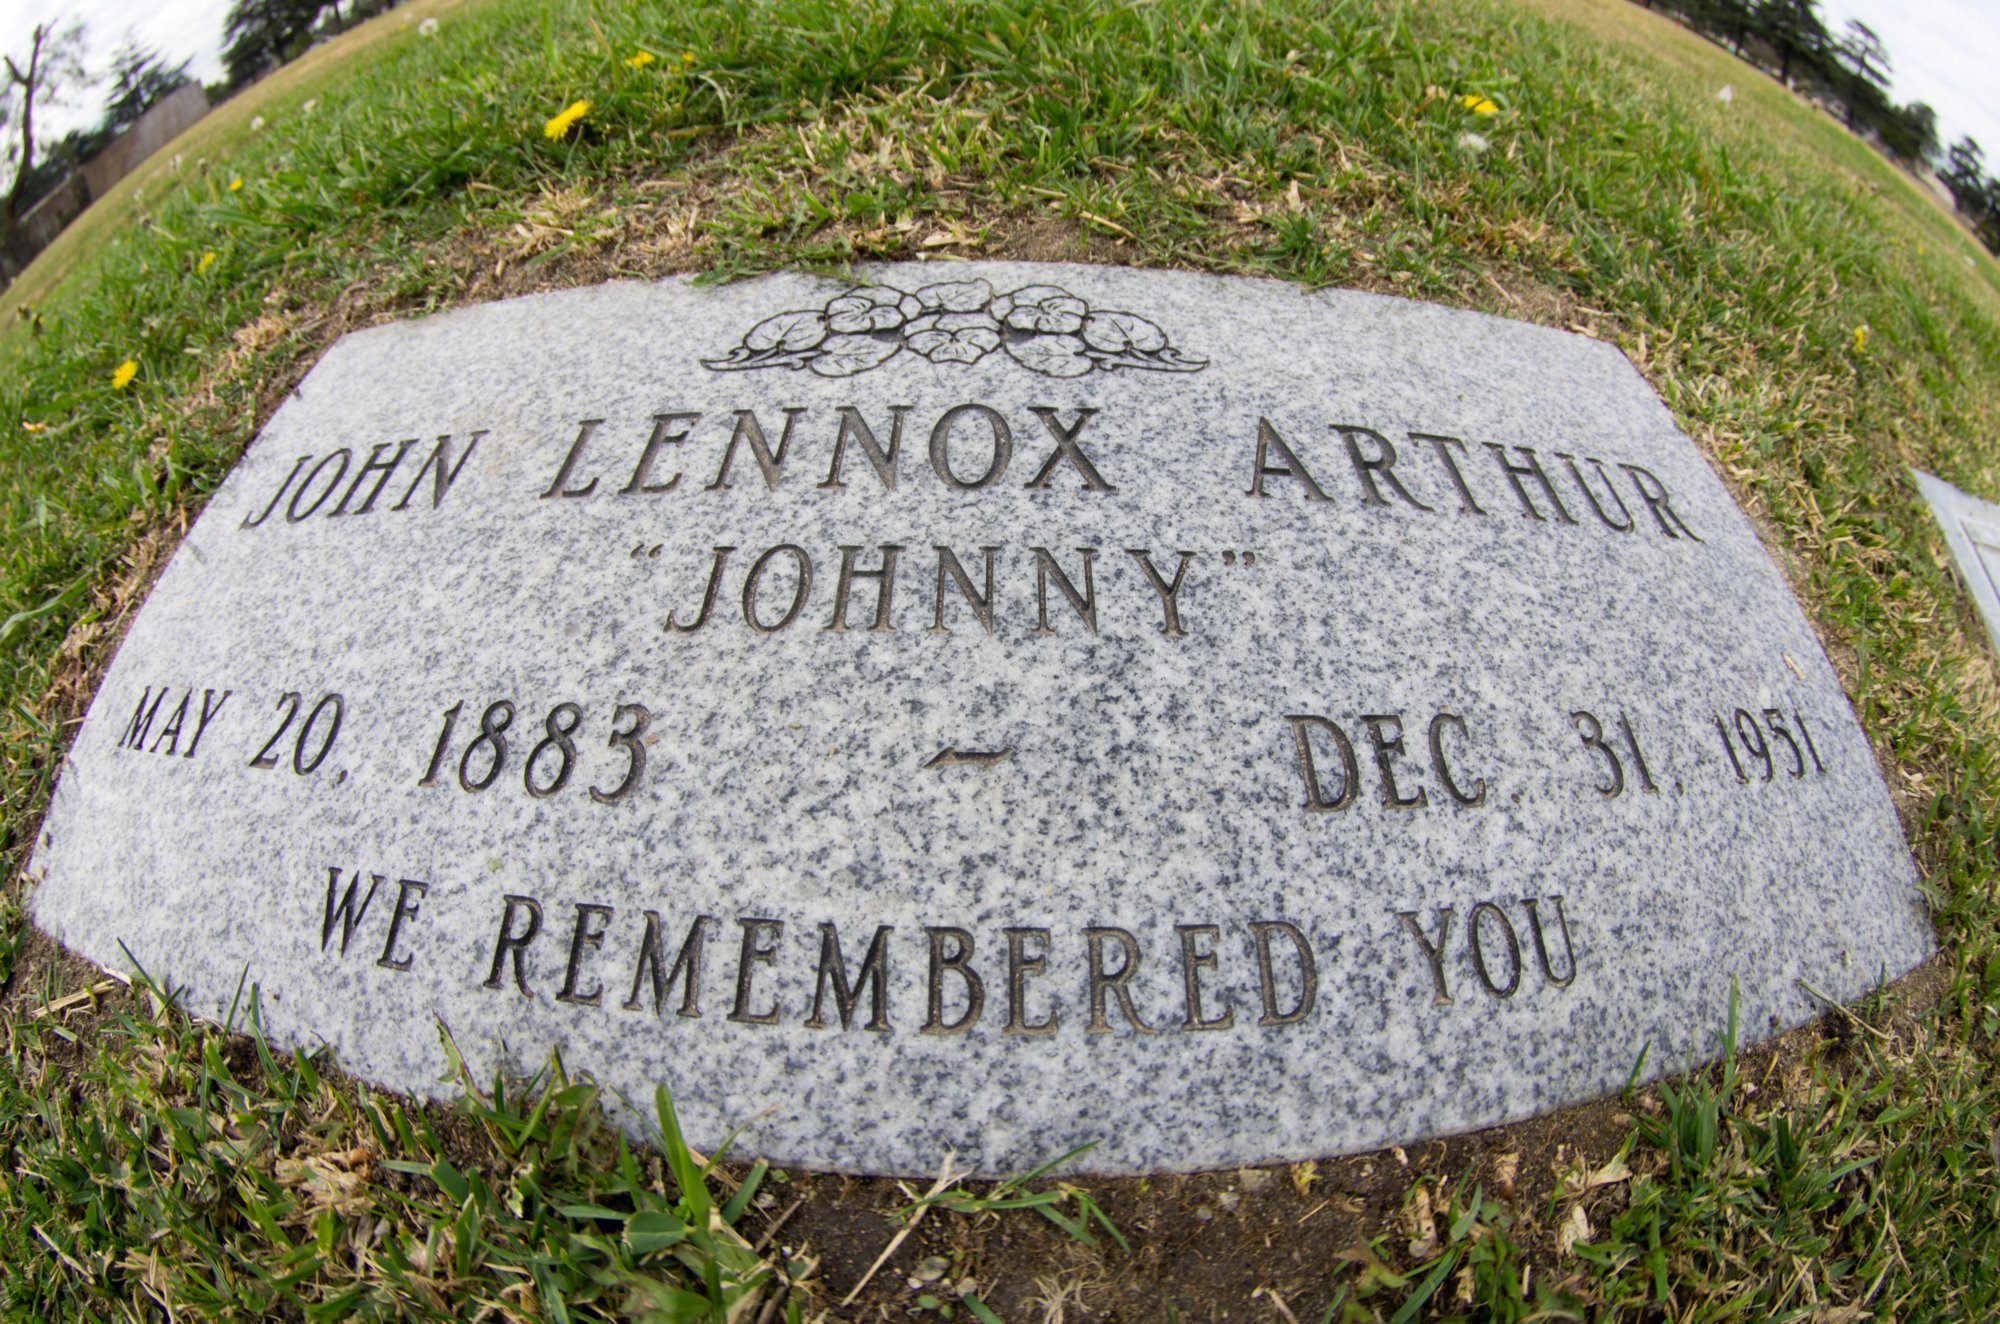 JOHN LENNOX ARTHUR
"JOHNNY"
MAY 20, 1883 – DEC. 31, 1951
WE REMEMBERED YOU